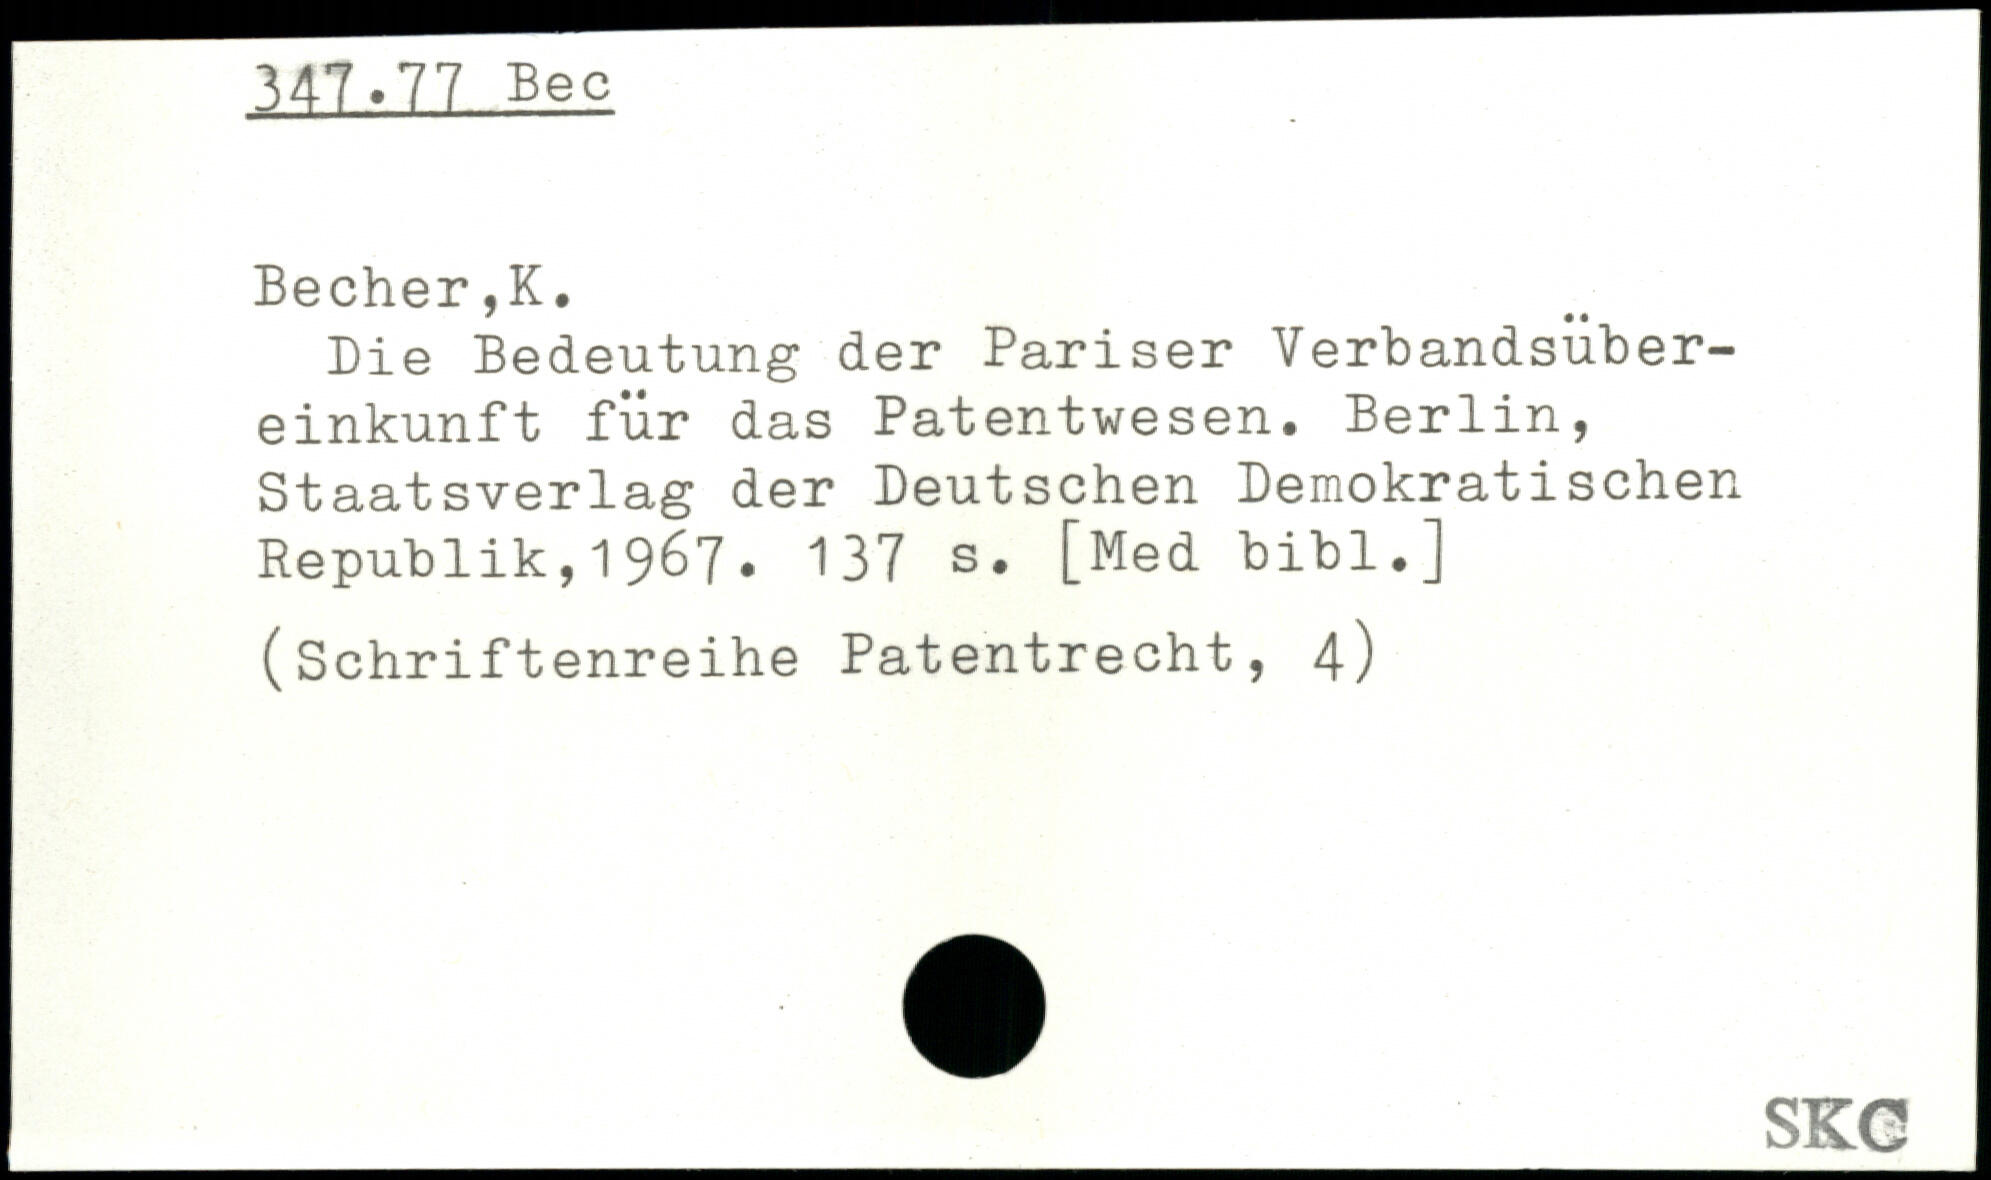 347.77 Bec
Becher,K.
Die Bedeutung der Pariser Verbandsüber-
einkunft für das Patentwesen. Berlin,
Staatsverlag der Deutschen Demokratischen
Republik,1967. 137 s. [Med bibl.]
(Schriftenreihe Patentrecht, 4)
SKC